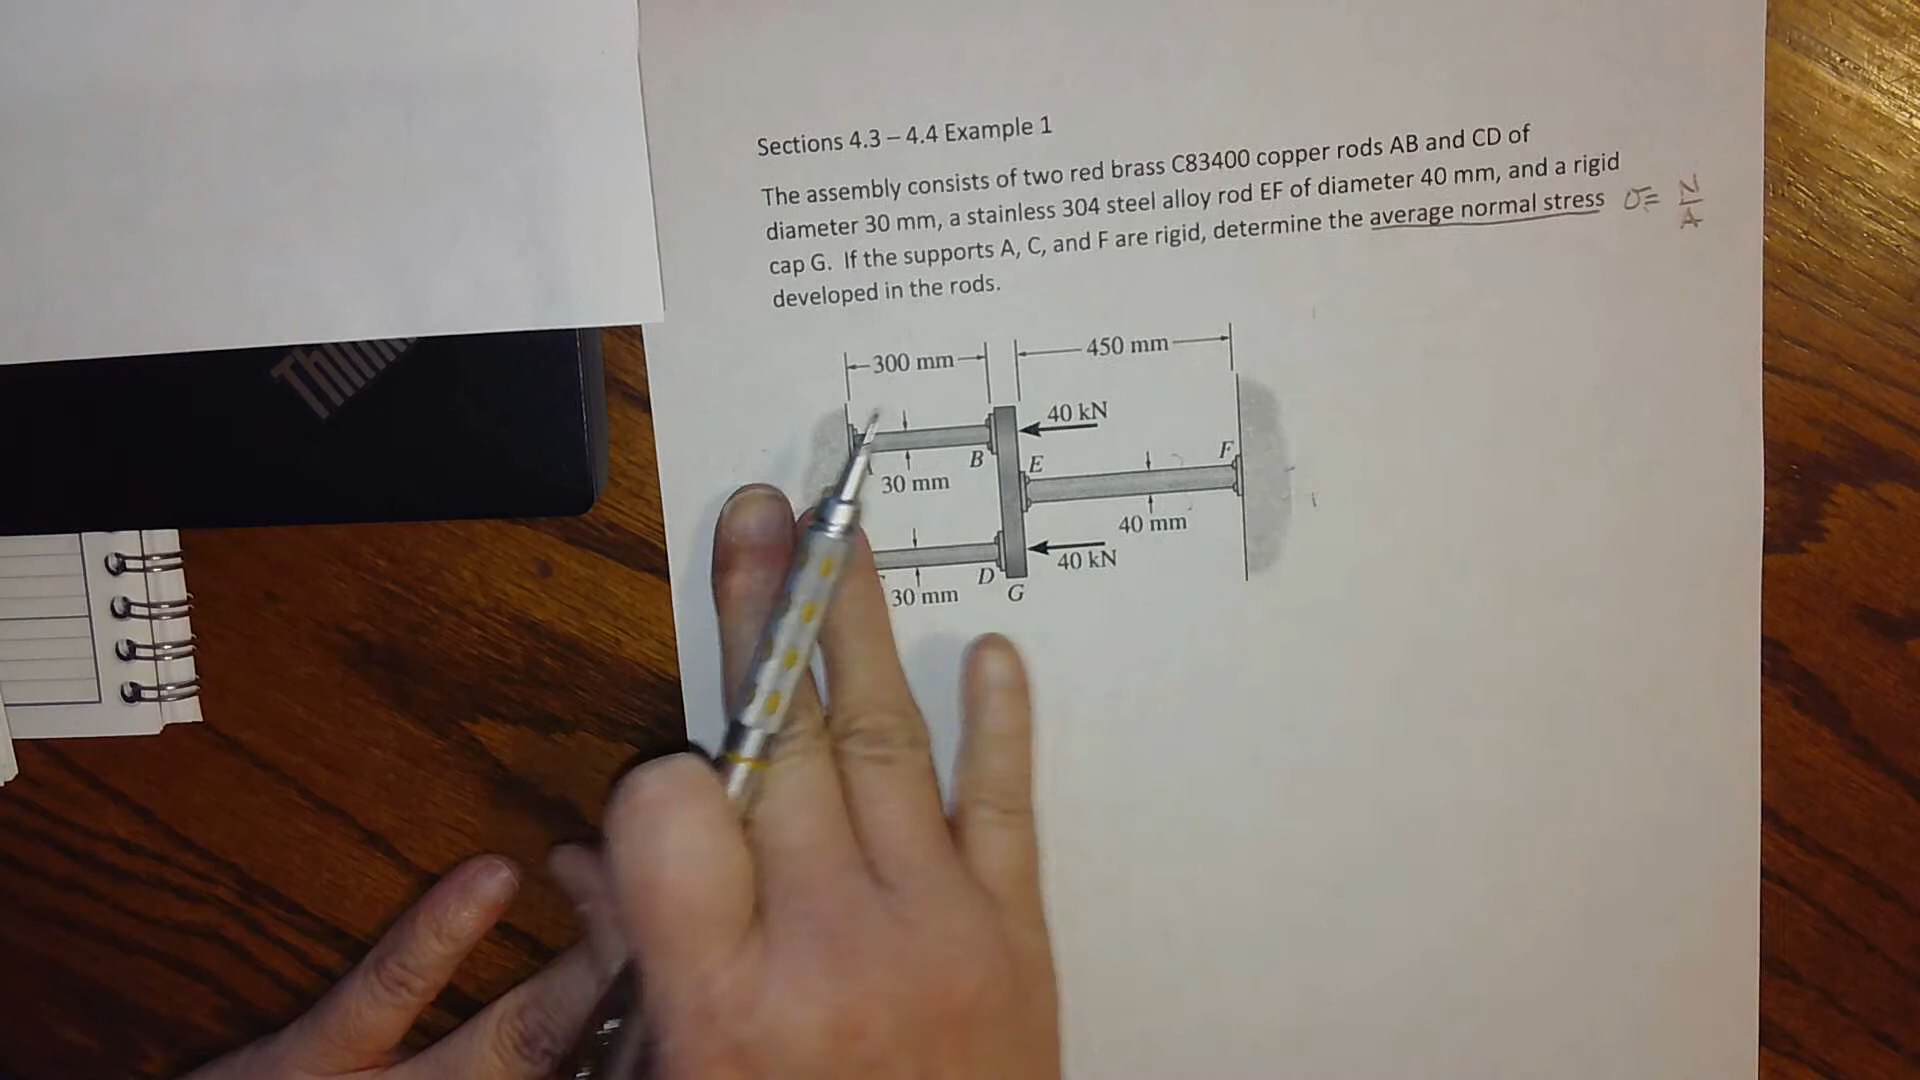 Sections 4.3 – 4.4 Example 1
The assembly consists of two red brass C83400 copper rods AB and CD of
diameter 30 mm, a stainless 304 steel alloy rod EF of diameter 40 mm, and a rigid
cap G. If the supports A, C, and F are rigid, determine the average normal stress σ= N/A
developed in the rods.
300 mm
450 mm
40 kN
B
E
F
30 mm
40 mm
40 kN
D
30 mm
G